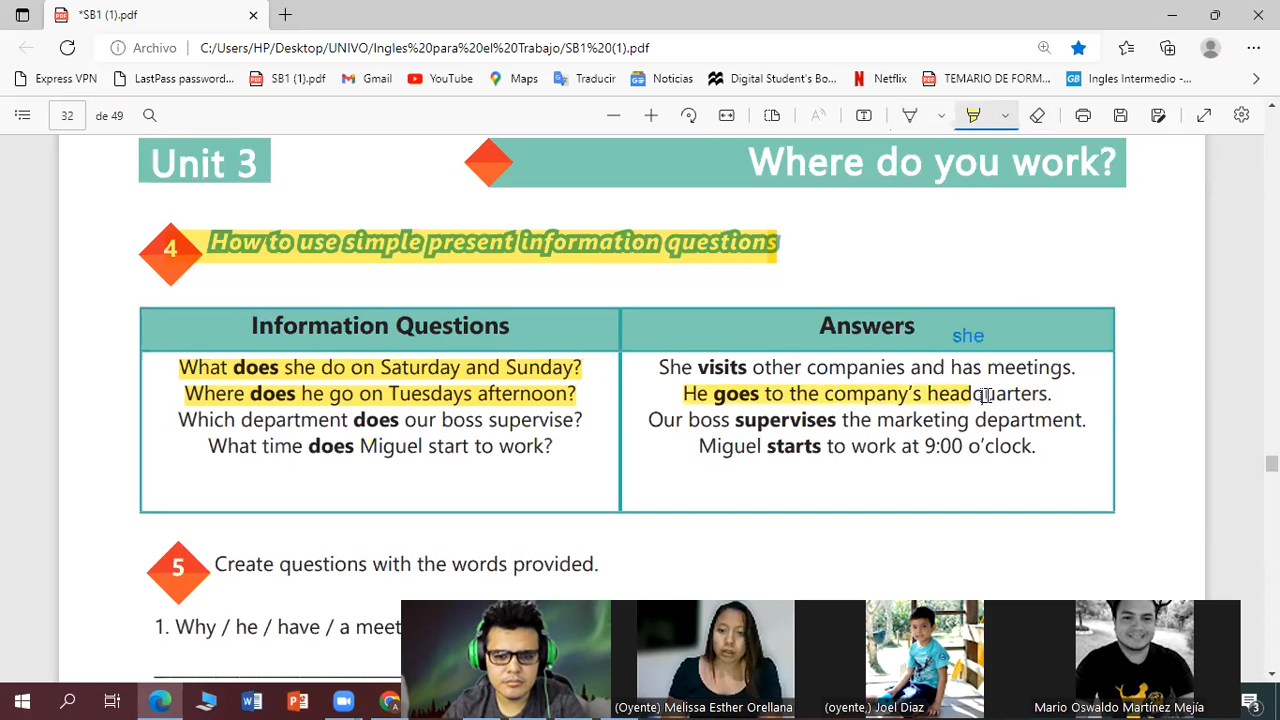 *SB1 (1).pdf
Archivo C:/Users/HP/Desktop/UNIVO/Ingles%20para%20el%20Trabajo/SB1%20(1).pdf
Express VPN LastPass password... SB1 (1).pdf Gmail YouTube Maps Traducir Noticias Digital Student's Bo... Netflix TEMARIO DE FORM... Ingles Intermedio -...
32 de 49
Unit 3 Where do you work?
4 How to use simple present information questions
Information Questions Answers
she
What does she do on Saturday and Sunday? She visits other companies and has meetings.
Where does he go on Tuesdays afternoon? He goes to the company's headquarters.
Which department does our boss supervise? Our boss supervises the marketing department.
What time does Miguel start to work? Miguel starts to work at 9:00 o'clock.
5 Create questions with the words provided.
1. Why / he / have / a meet
(Oyente) Melissa Esther Orellana (oyente,) Joel Diaz Mario Oswaldo Martínez Mejía
3